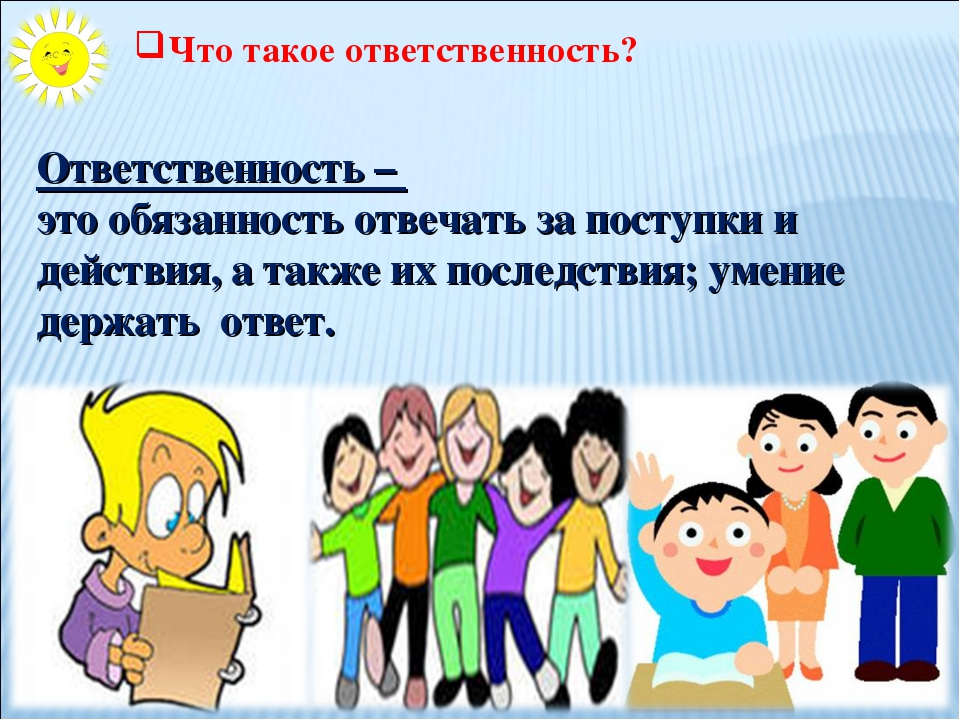 Что такое ответственность?
Ответственность –
это обязанность отвечать за поступки и
действия, а также их последствия; умение
держать ответ.